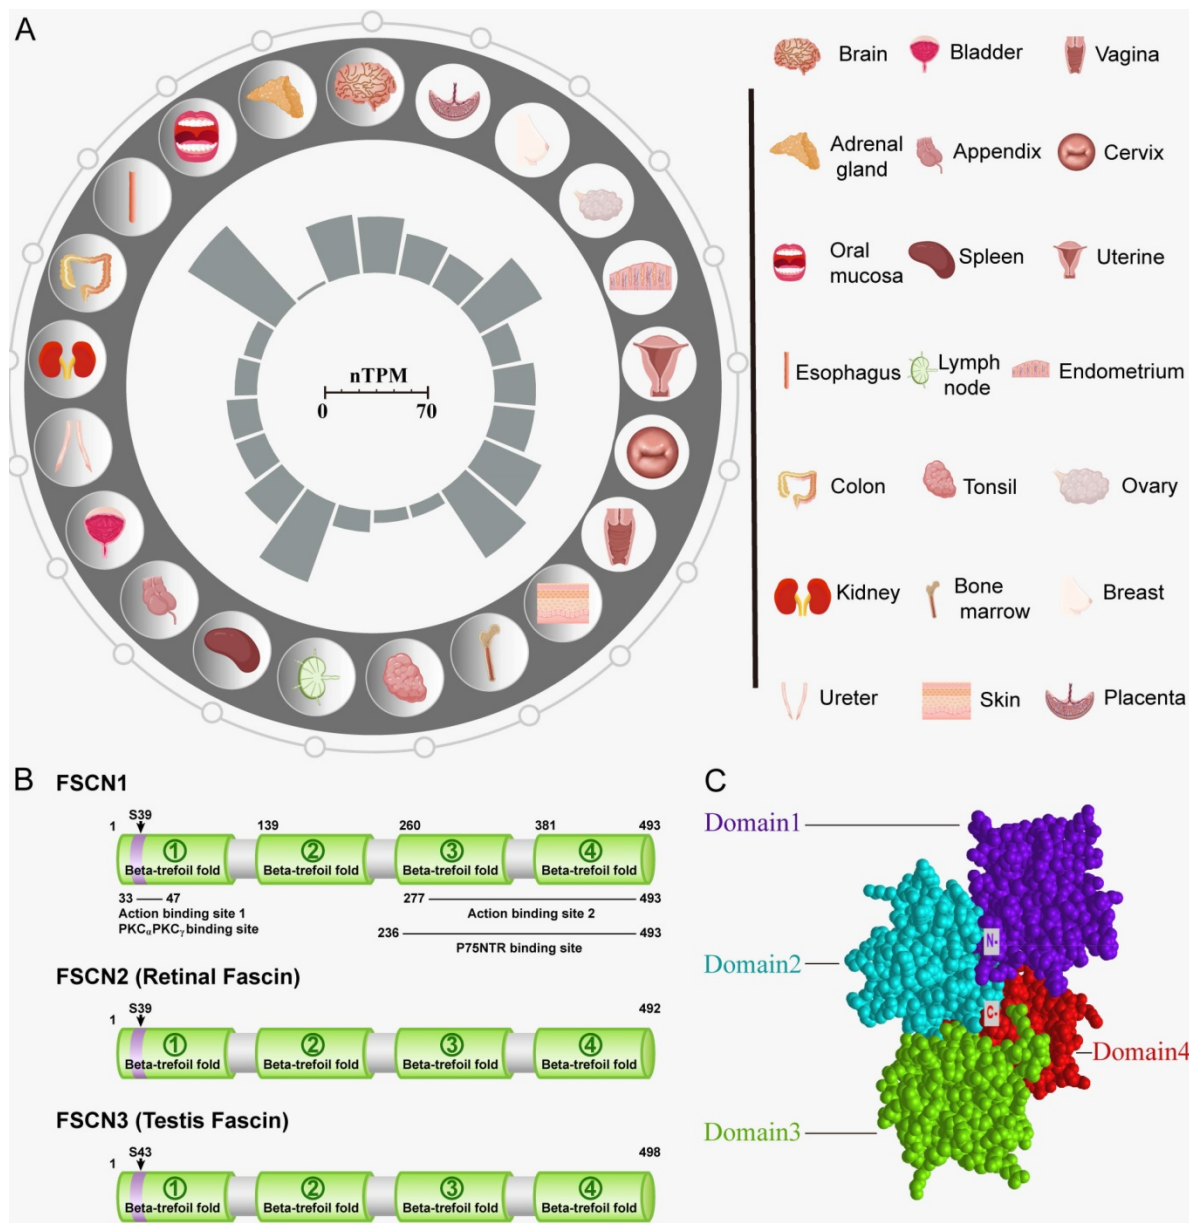 A
Brain
Bladder
Vagina
Adrenal
gland
Appendix
Cervix
Oral
mucosa
Spleen
Uterine
Esophagus
Lymph
node
Endometrium
Colon
Tonsil
Ovary
Kidney
Bone
marrow
Breast
Ureter
Skin
Placenta
nTPM
0 70
B
FSCN1
1 S39 139 260 381 493
① ② ③ ④
Beta-trefoil fold Beta-trefoil fold Beta-trefoil fold Beta-trefoil fold
33 47 277 493
Action binding site 1 Action binding site 2
PKCαPKCγ binding site
236 493
P75NTR binding site
FSCN2 (Retinal Fascin)
1 S39 492
① ② ③ ④
Beta-trefoil fold Beta-trefoil fold Beta-trefoil fold Beta-trefoil fold
FSCN3 (Testis Fascin)
1 S43 498
① ② ③ ④
Beta-trefoil fold Beta-trefoil fold Beta-trefoil fold Beta-trefoil fold
C
Domain1
N-
Domain2
C-
Domain4
Domain3